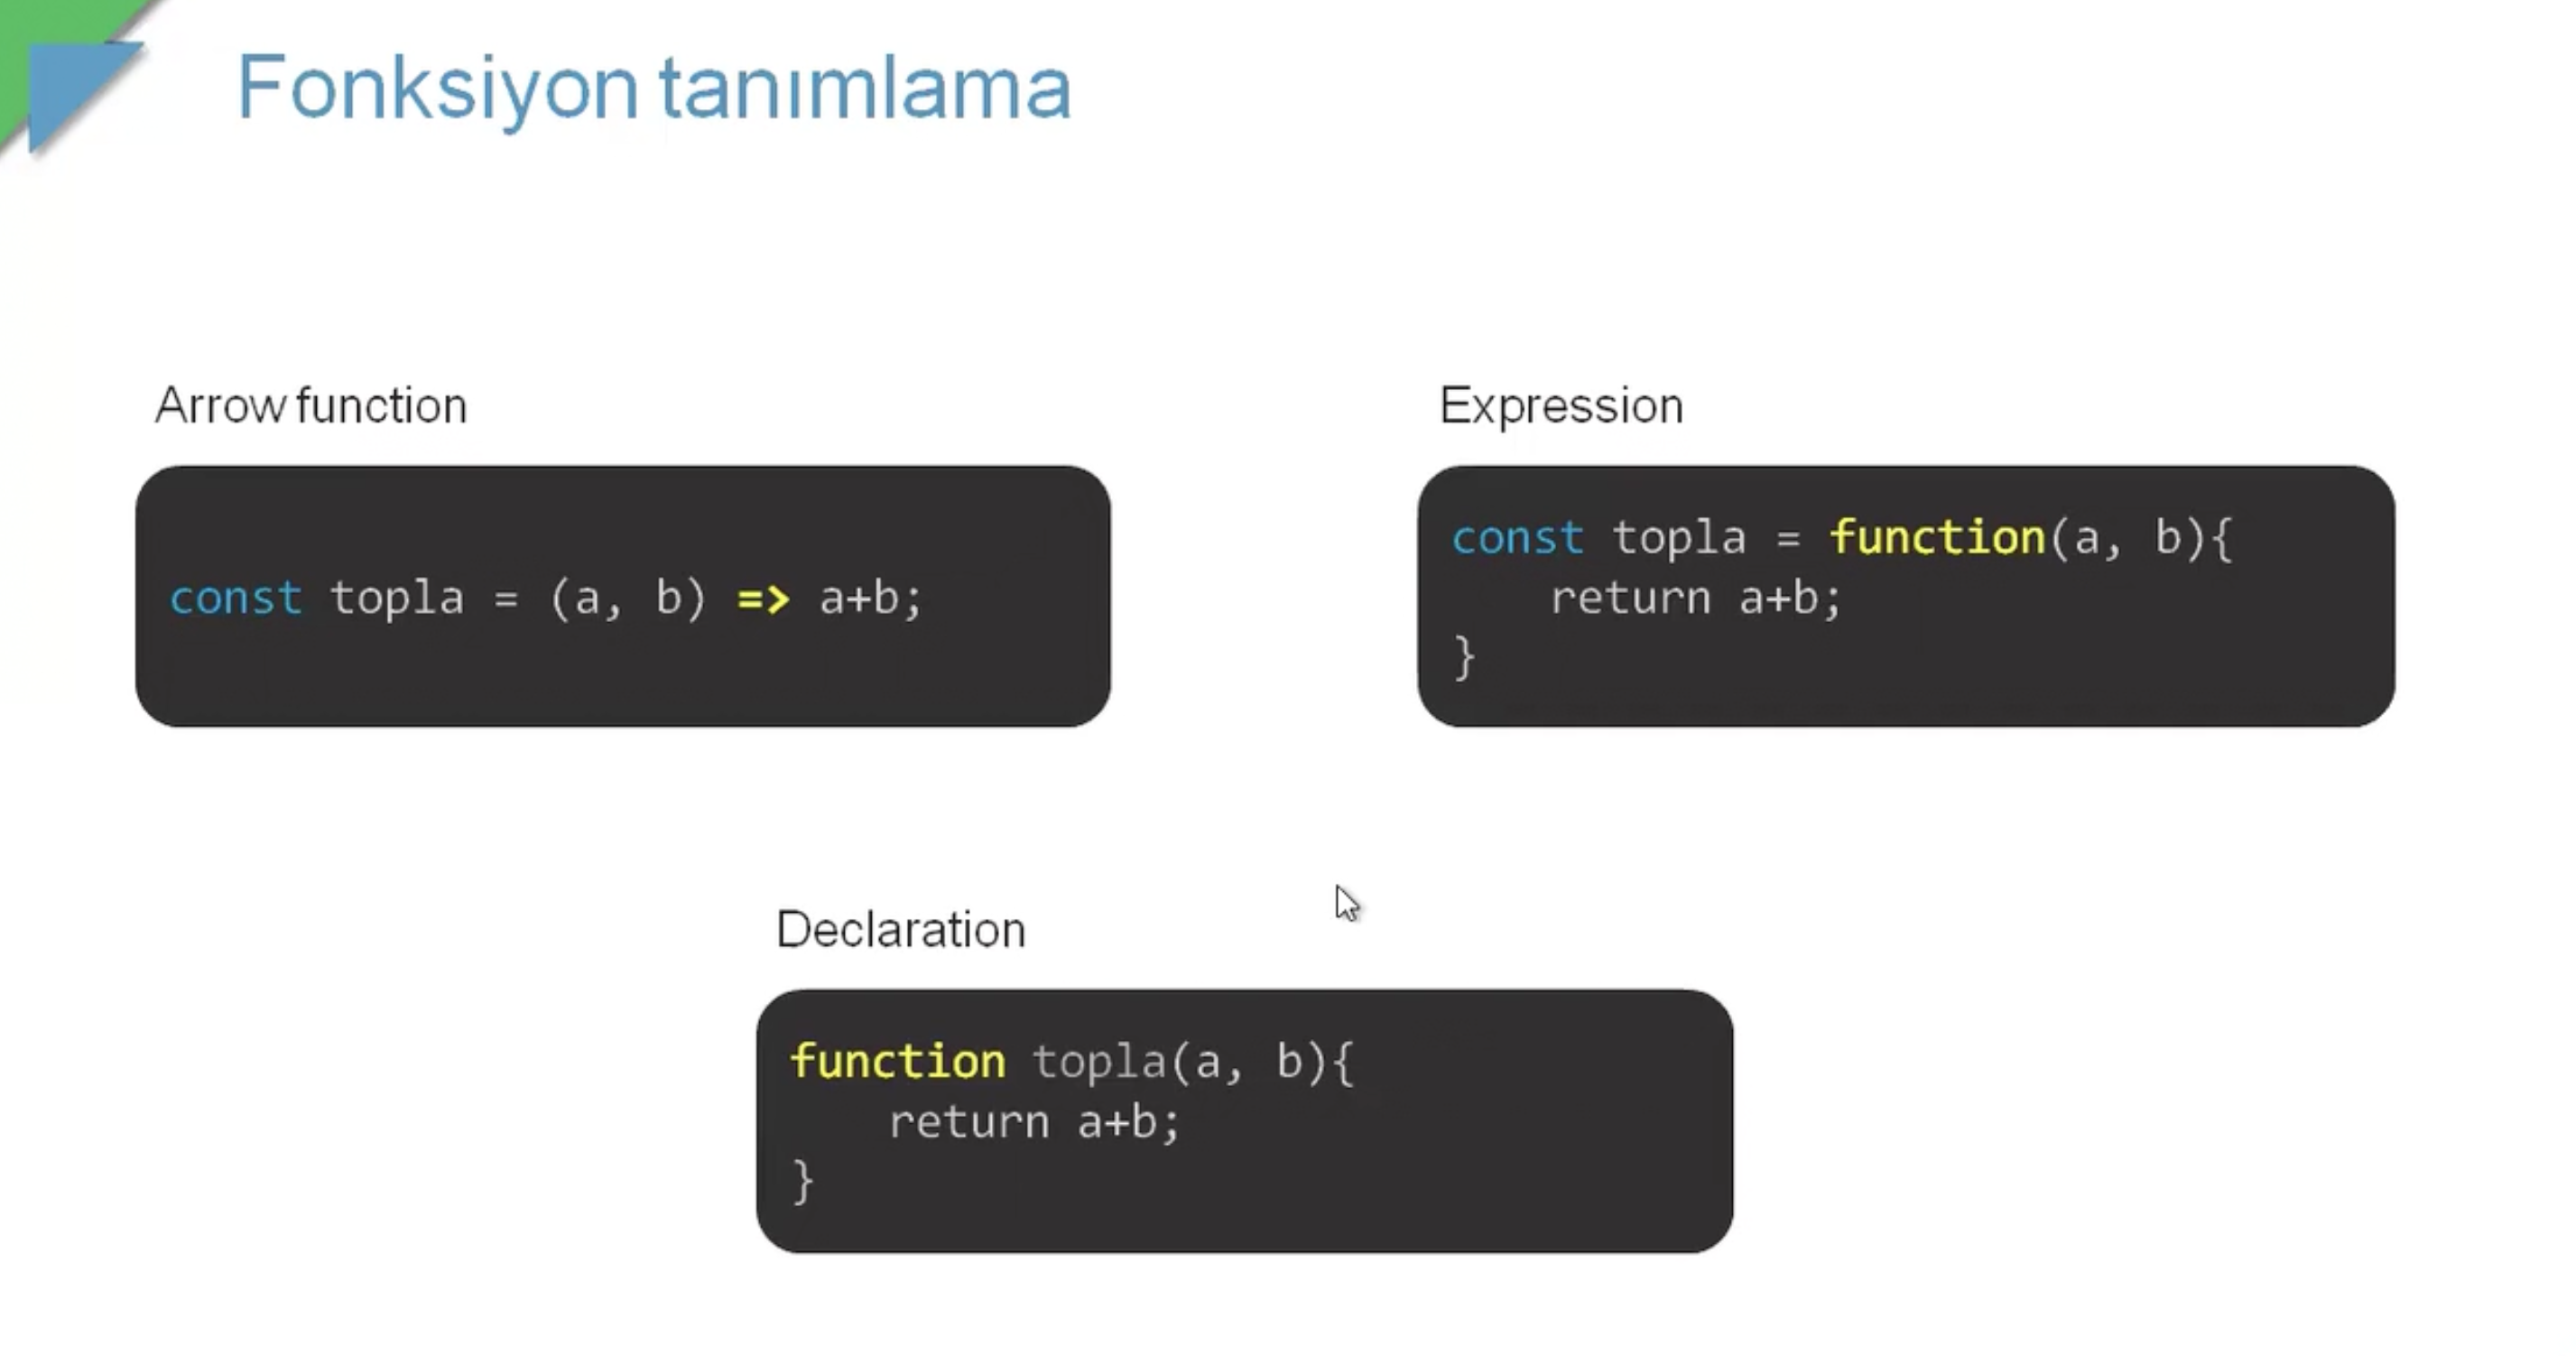 Fonksiyon tanımlama
Arrow function
const topla = (a, b) => a+b;
Expression
const topla = function(a, b){
return a+b;
}
Declaration
function topla(a, b){
return a+b;
}